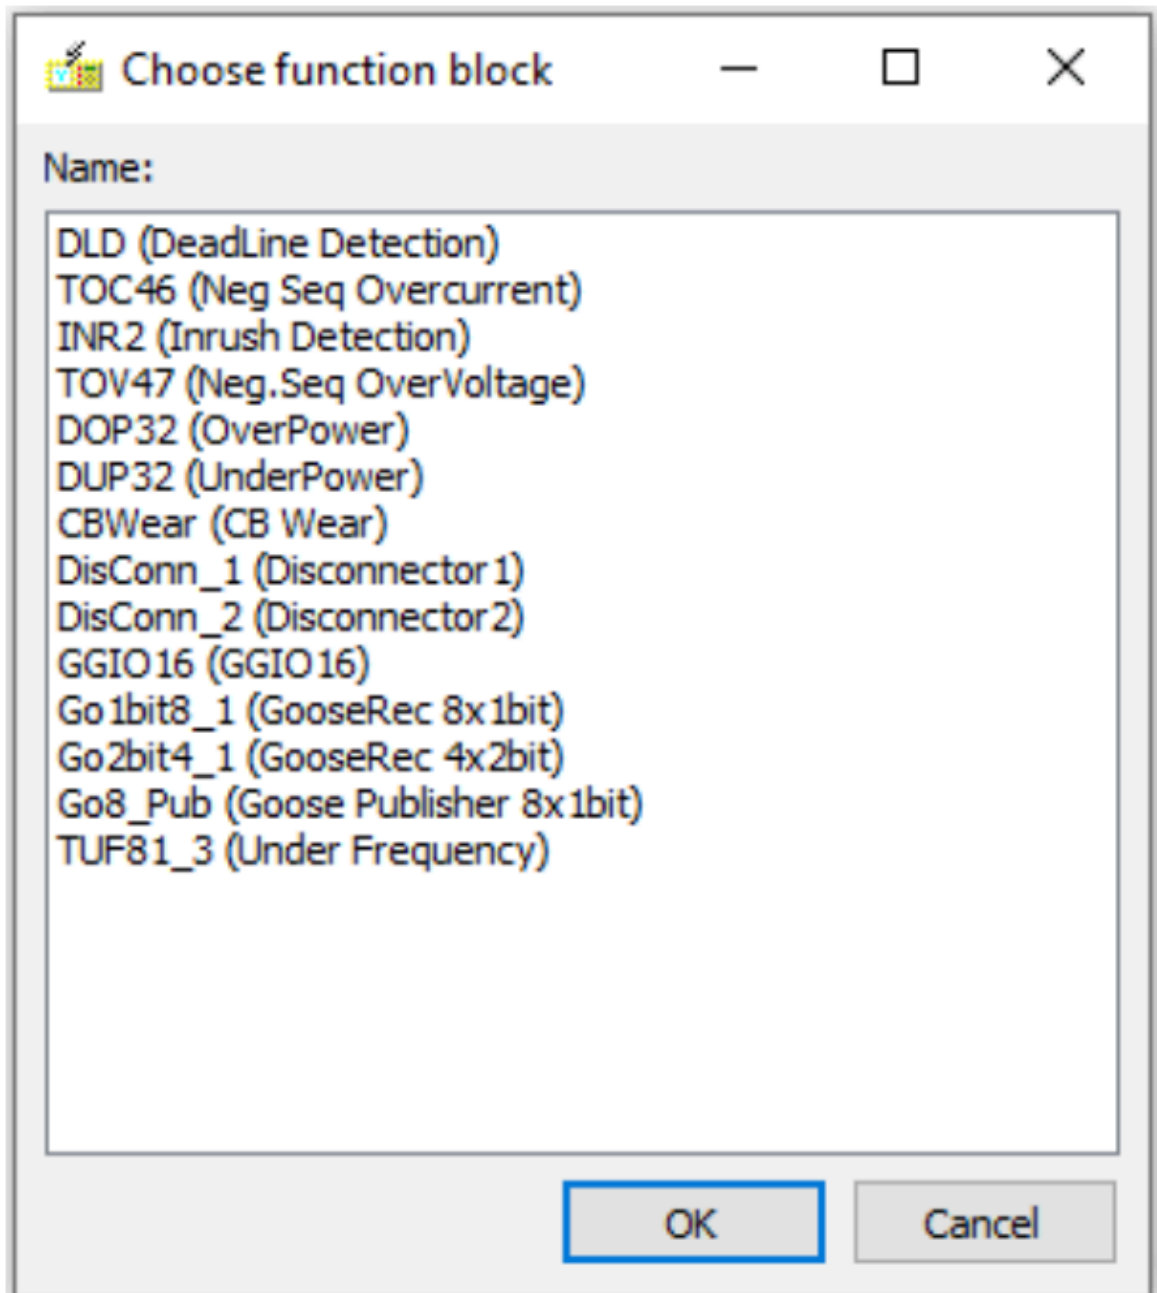 Choose function block
Name:
DLD (DeadLine Detection)
TOC46 (Neg Seq Overcurrent)
INR2 (Inrush Detection)
TOV47 (Neg.Seq OverVoltage)
DOP32 (OverPower)
DUP32 (UnderPower)
CBWear (CB Wear)
DisConn_1 (Disconnector1)
DisConn_2 (Disconnector2)
GGIO16 (GGIO16)
Go1bit8_1 (GooseRec 8x1bit)
Go2bit4_1 (GooseRec 4x2bit)
Go8_Pub (Goose Publisher 8x1bit)
TUF81_3 (Under Frequency)
OK Cancel